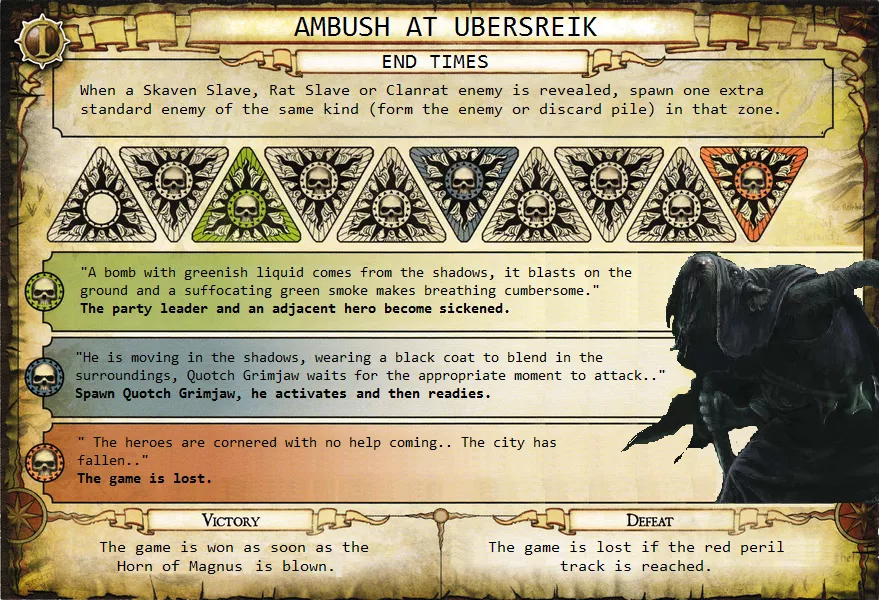 I
AMBUSH AT UBERSREIK
END TIMES
When a Skaven Slave, Rat Slave or Clanrat enemy is revealed, spawn one extra
standard enemy of the same kind (form the enemy or discard pile) in that zone.
"A bomb with greenish liquid comes from the shadows, it blasts on the
ground and a suffocating green smoke makes breathing cumbersome."
The party leader and an adjacent hero become sickened.
"He is moving in the shadows, wearing a black coat to blend in the
surroundings, Quotch Grimjaw waits for the appropriate moment to attack.."
Spawn Quotch Grimjaw, he activates and then readies.
" The heroes are cornered with no help coming.. The city has
fallen.."
The game is lost.
Victory
The game is won as soon as the
Horn of Magnus is blown.
Defeat
The game is lost if the red peril
track is reached.